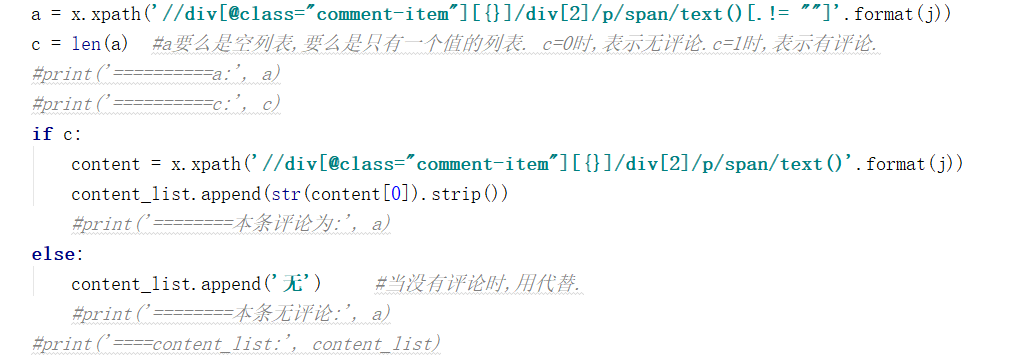 a = x.xpath('//div[@class="comment-item"][{}]/div[2]/p/span/text()[.!= ""]'.format(j))
c = len(a)  #a要么是空列表,要么是只有一个值的列表. c=0时,表示无评论.c=1时,表示有评论.
#print('==========a:', a)
#print('==========c:', c)
if c:
    content = x.xpath('//div[@class="comment-item"][{}]/div[2]/p/span/text()'.format(j))
    content_list.append(str(content[0]).strip())
    #print('========本条评论为:', a)
else:
    content_list.append('无')     #当没有评论时,用代替.
    #print('========本条无评论:', a)
#print('====content_list:', content_list)